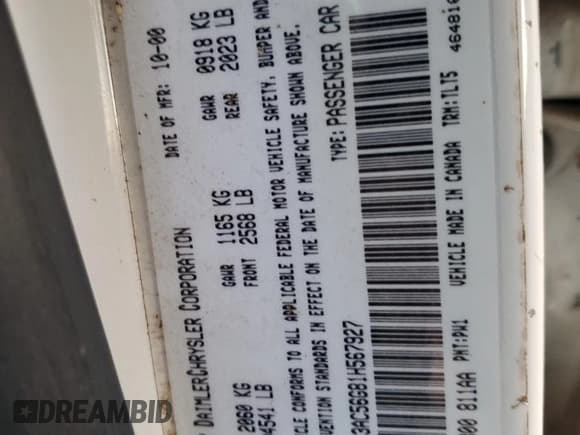 DAIMLERCHRYSLER CORPORATION
DATE OF MFR: 10-00
GAWR 1165 KG GAWR 0918 KG
2080 KG FRONT 2568 LB REAR 2023 LB
4541 LB
CONFORMS TO ALL APPLICABLE FEDERAL MOTOR VEHICLE SAFETY, BUMPER AND
STANDARDS IN EFFECT ON THE DATE OF MANUFACTURE SHOWN ABOVE.
3AC56G81H567927 TYPE: PASSENGER CAR
VEHICLE MADE IN CANADA
811AA PNT:PW1 TRM:TLT5
DREAMBID